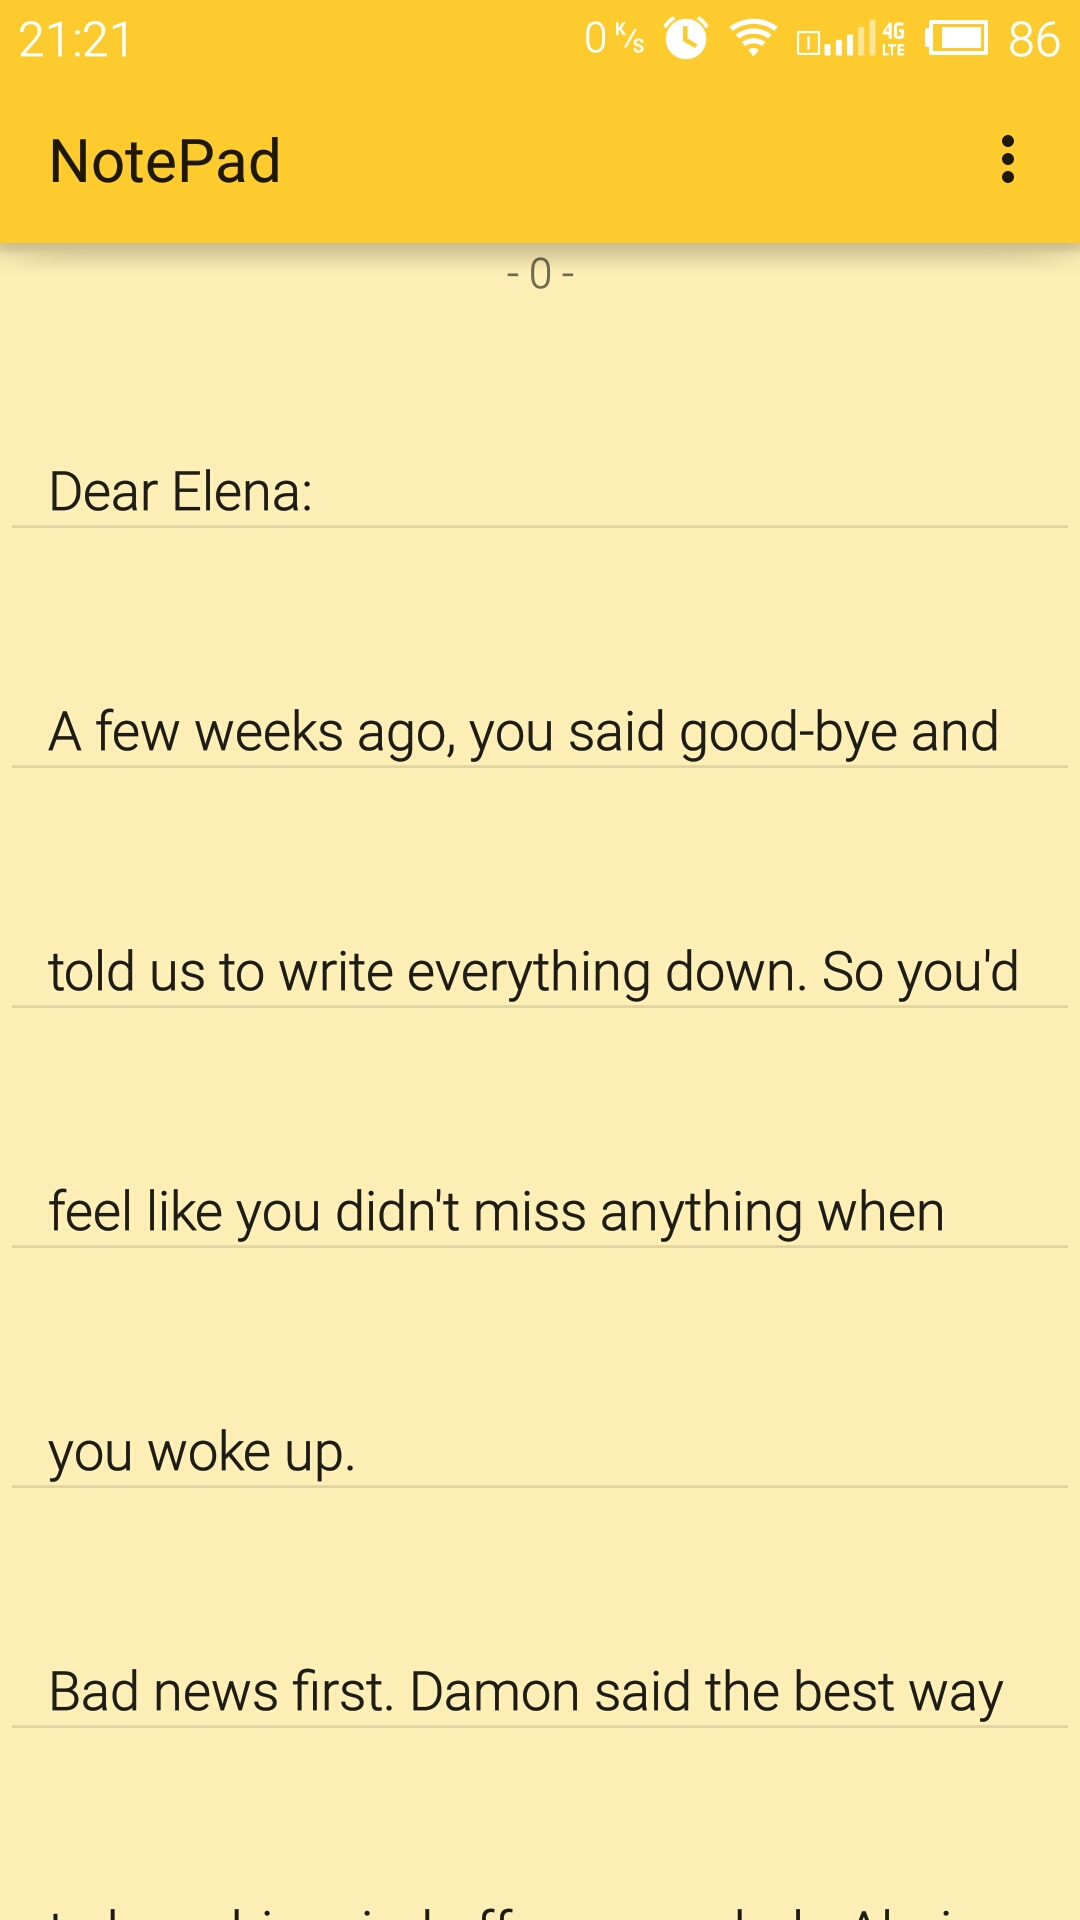 21:21 0 K/s 4G LTE 86
NotePad
- 0 -
Dear Elena:
A few weeks ago, you said good-bye and
told us to write everything down. So you'd
feel like you didn't miss anything when
you woke up.
Bad news first. Damon said the best way